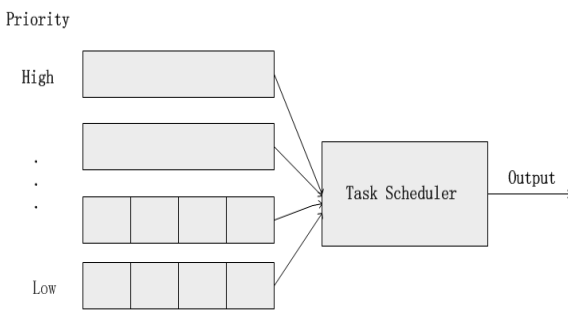 Priority
High
.
.
.
Low
Task Scheduler
Output